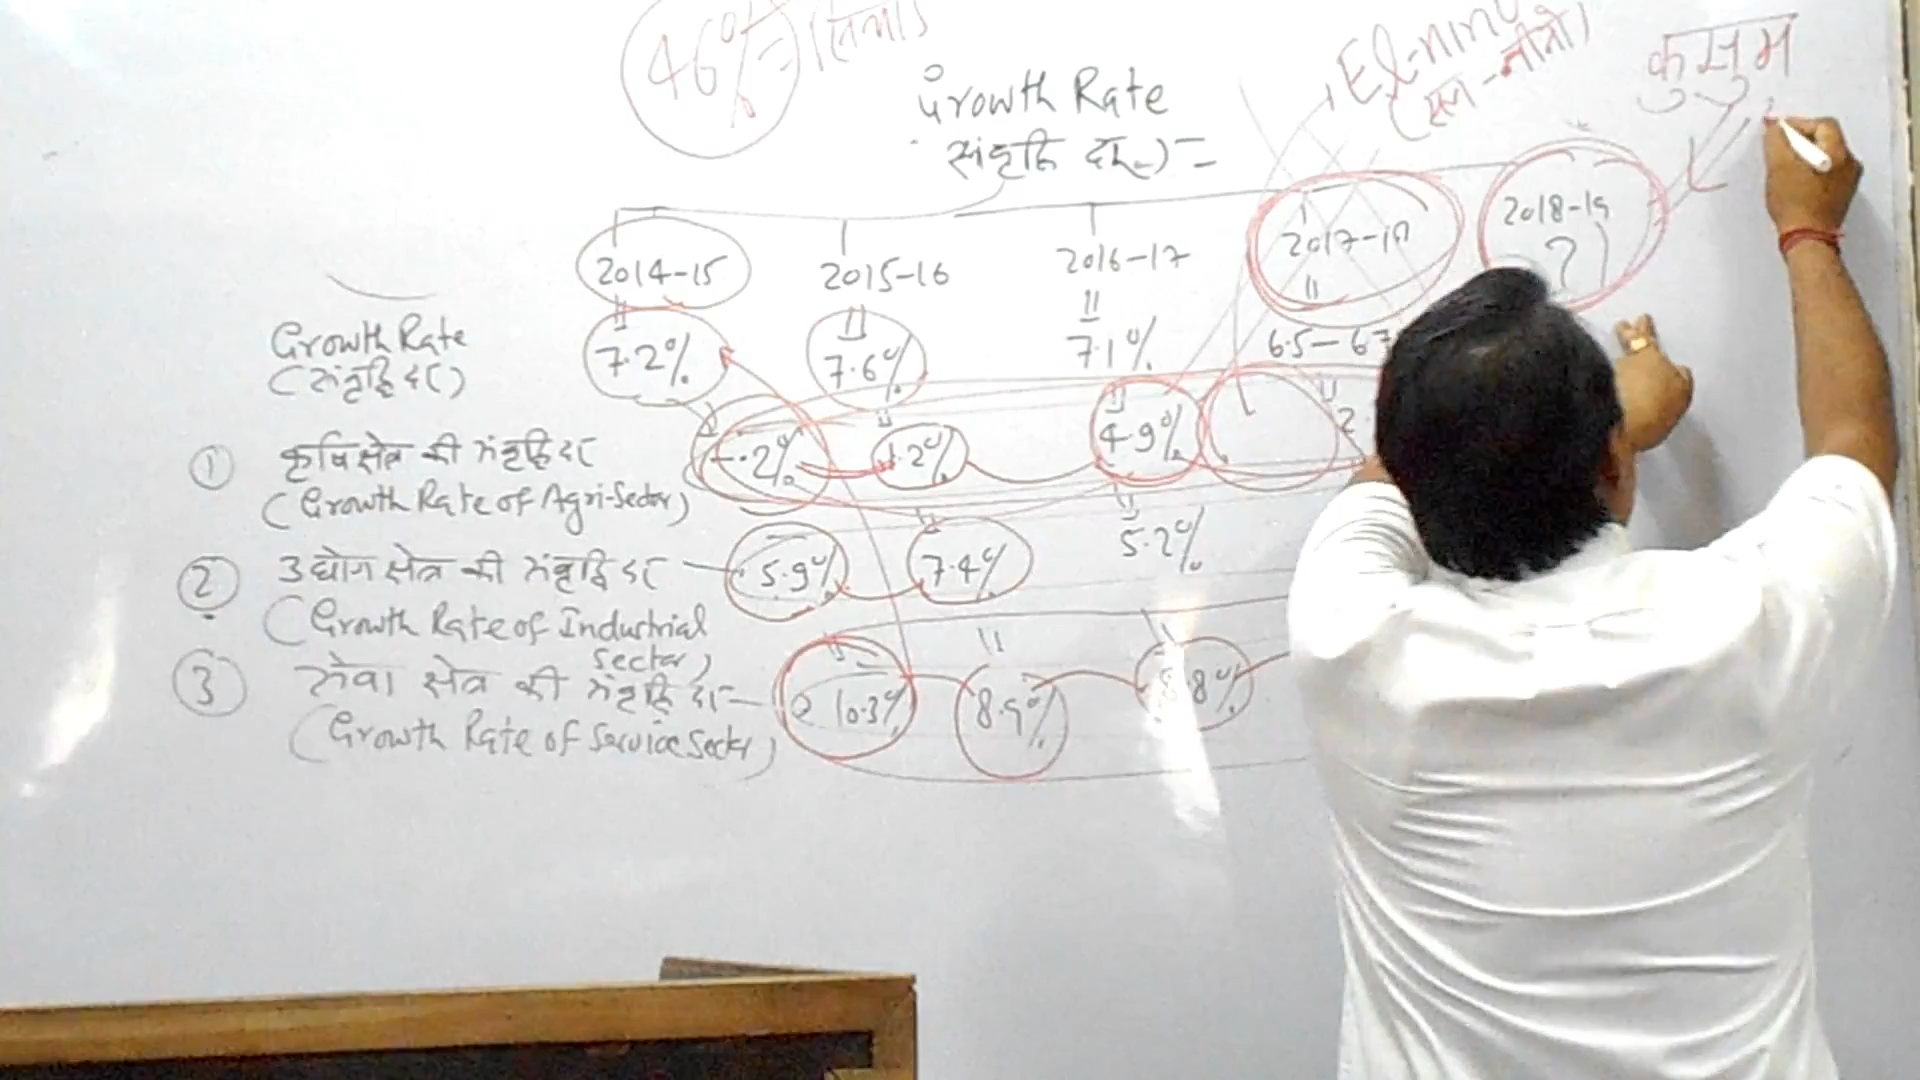 46%
El-nino
कुसुम
Growth Rate
संवृद्धि दर) =
2014-15 2015-16 2016-17 2017-18 2018-19
?
Growth Rate 7.2% 7.6% 7.1% 6.5-6.7
(संवृद्धि दर)
① कृषि क्षेत्र की संवृद्धि दर -.2% 1.2% 4.9% 2.
(Growth Rate of Agri-Sector)
② उद्योग क्षेत्र की संवृद्धि दर - 5.9% 7.4% 5.2%
(Growth Rate of Industrial
Sector)
③ सेवा क्षेत्र की संवृद्धि दर - 10.3% 8.9% 8.8%
(Growth Rate of Service Sector)